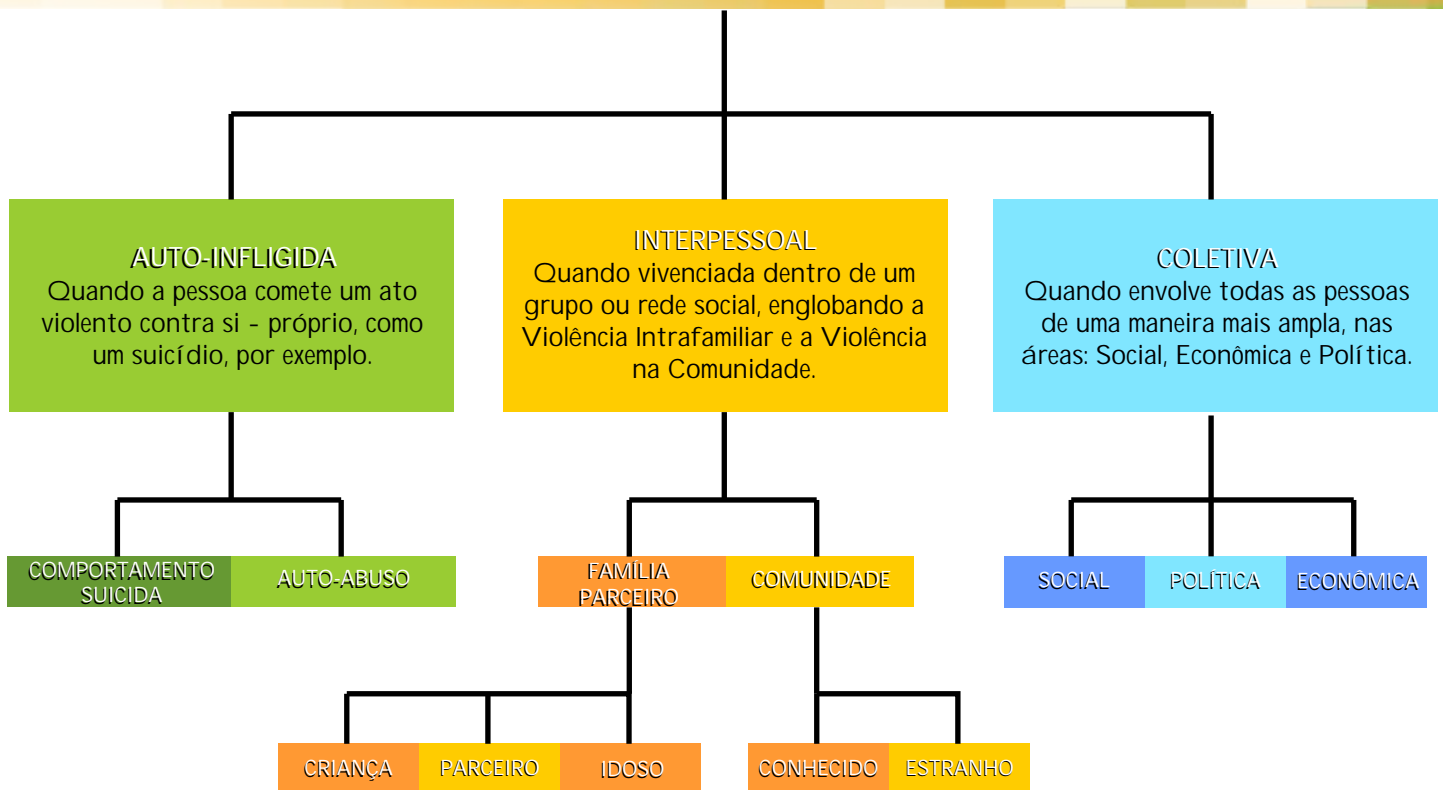 AUTO-INFLIGIDA
Quando a pessoa comete um ato
violento contra si - próprio, como
um suicídio, por exemplo.
INTERPESSOAL
Quando vivenciada dentro de um
grupo ou rede social, englobando a
Violência Intrafamiliar e a Violência
na Comunidade.
COLETIVA
Quando envolve todas as pessoas
de uma maneira mais ampla, nas
áreas: Social, Econômica e Política.
COMPORTAMENTO
SUICIDA
AUTO-ABUSO
FAMÍLIA
PARCEIRO
COMUNIDADE
SOCIAL
POLÍTICA
ECONÔMICA
CRIANÇA
PARCEIRO
IDOSO
CONHECIDO
ESTRANHO